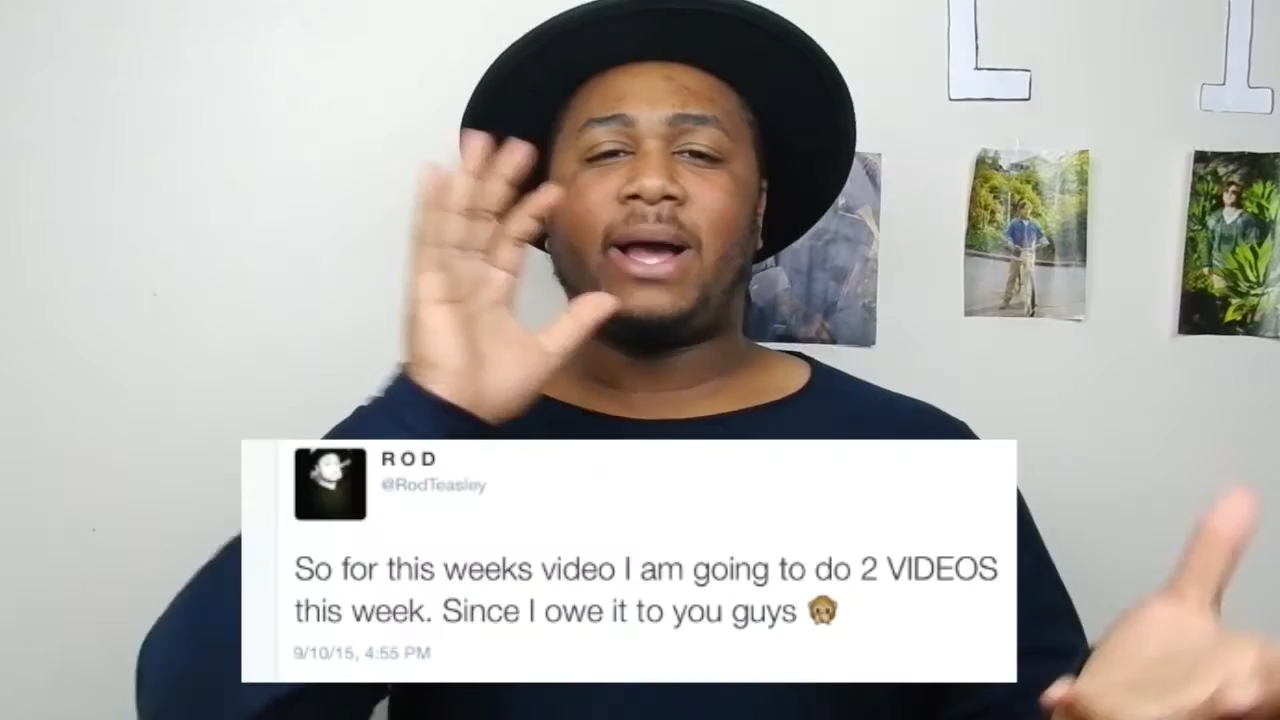 L I
R O D
@RodTeasley
So for this weeks video I am going to do 2 VIDEOS
this week. Since I owe it to you guys 🙊
9/10/15, 4:55 PM